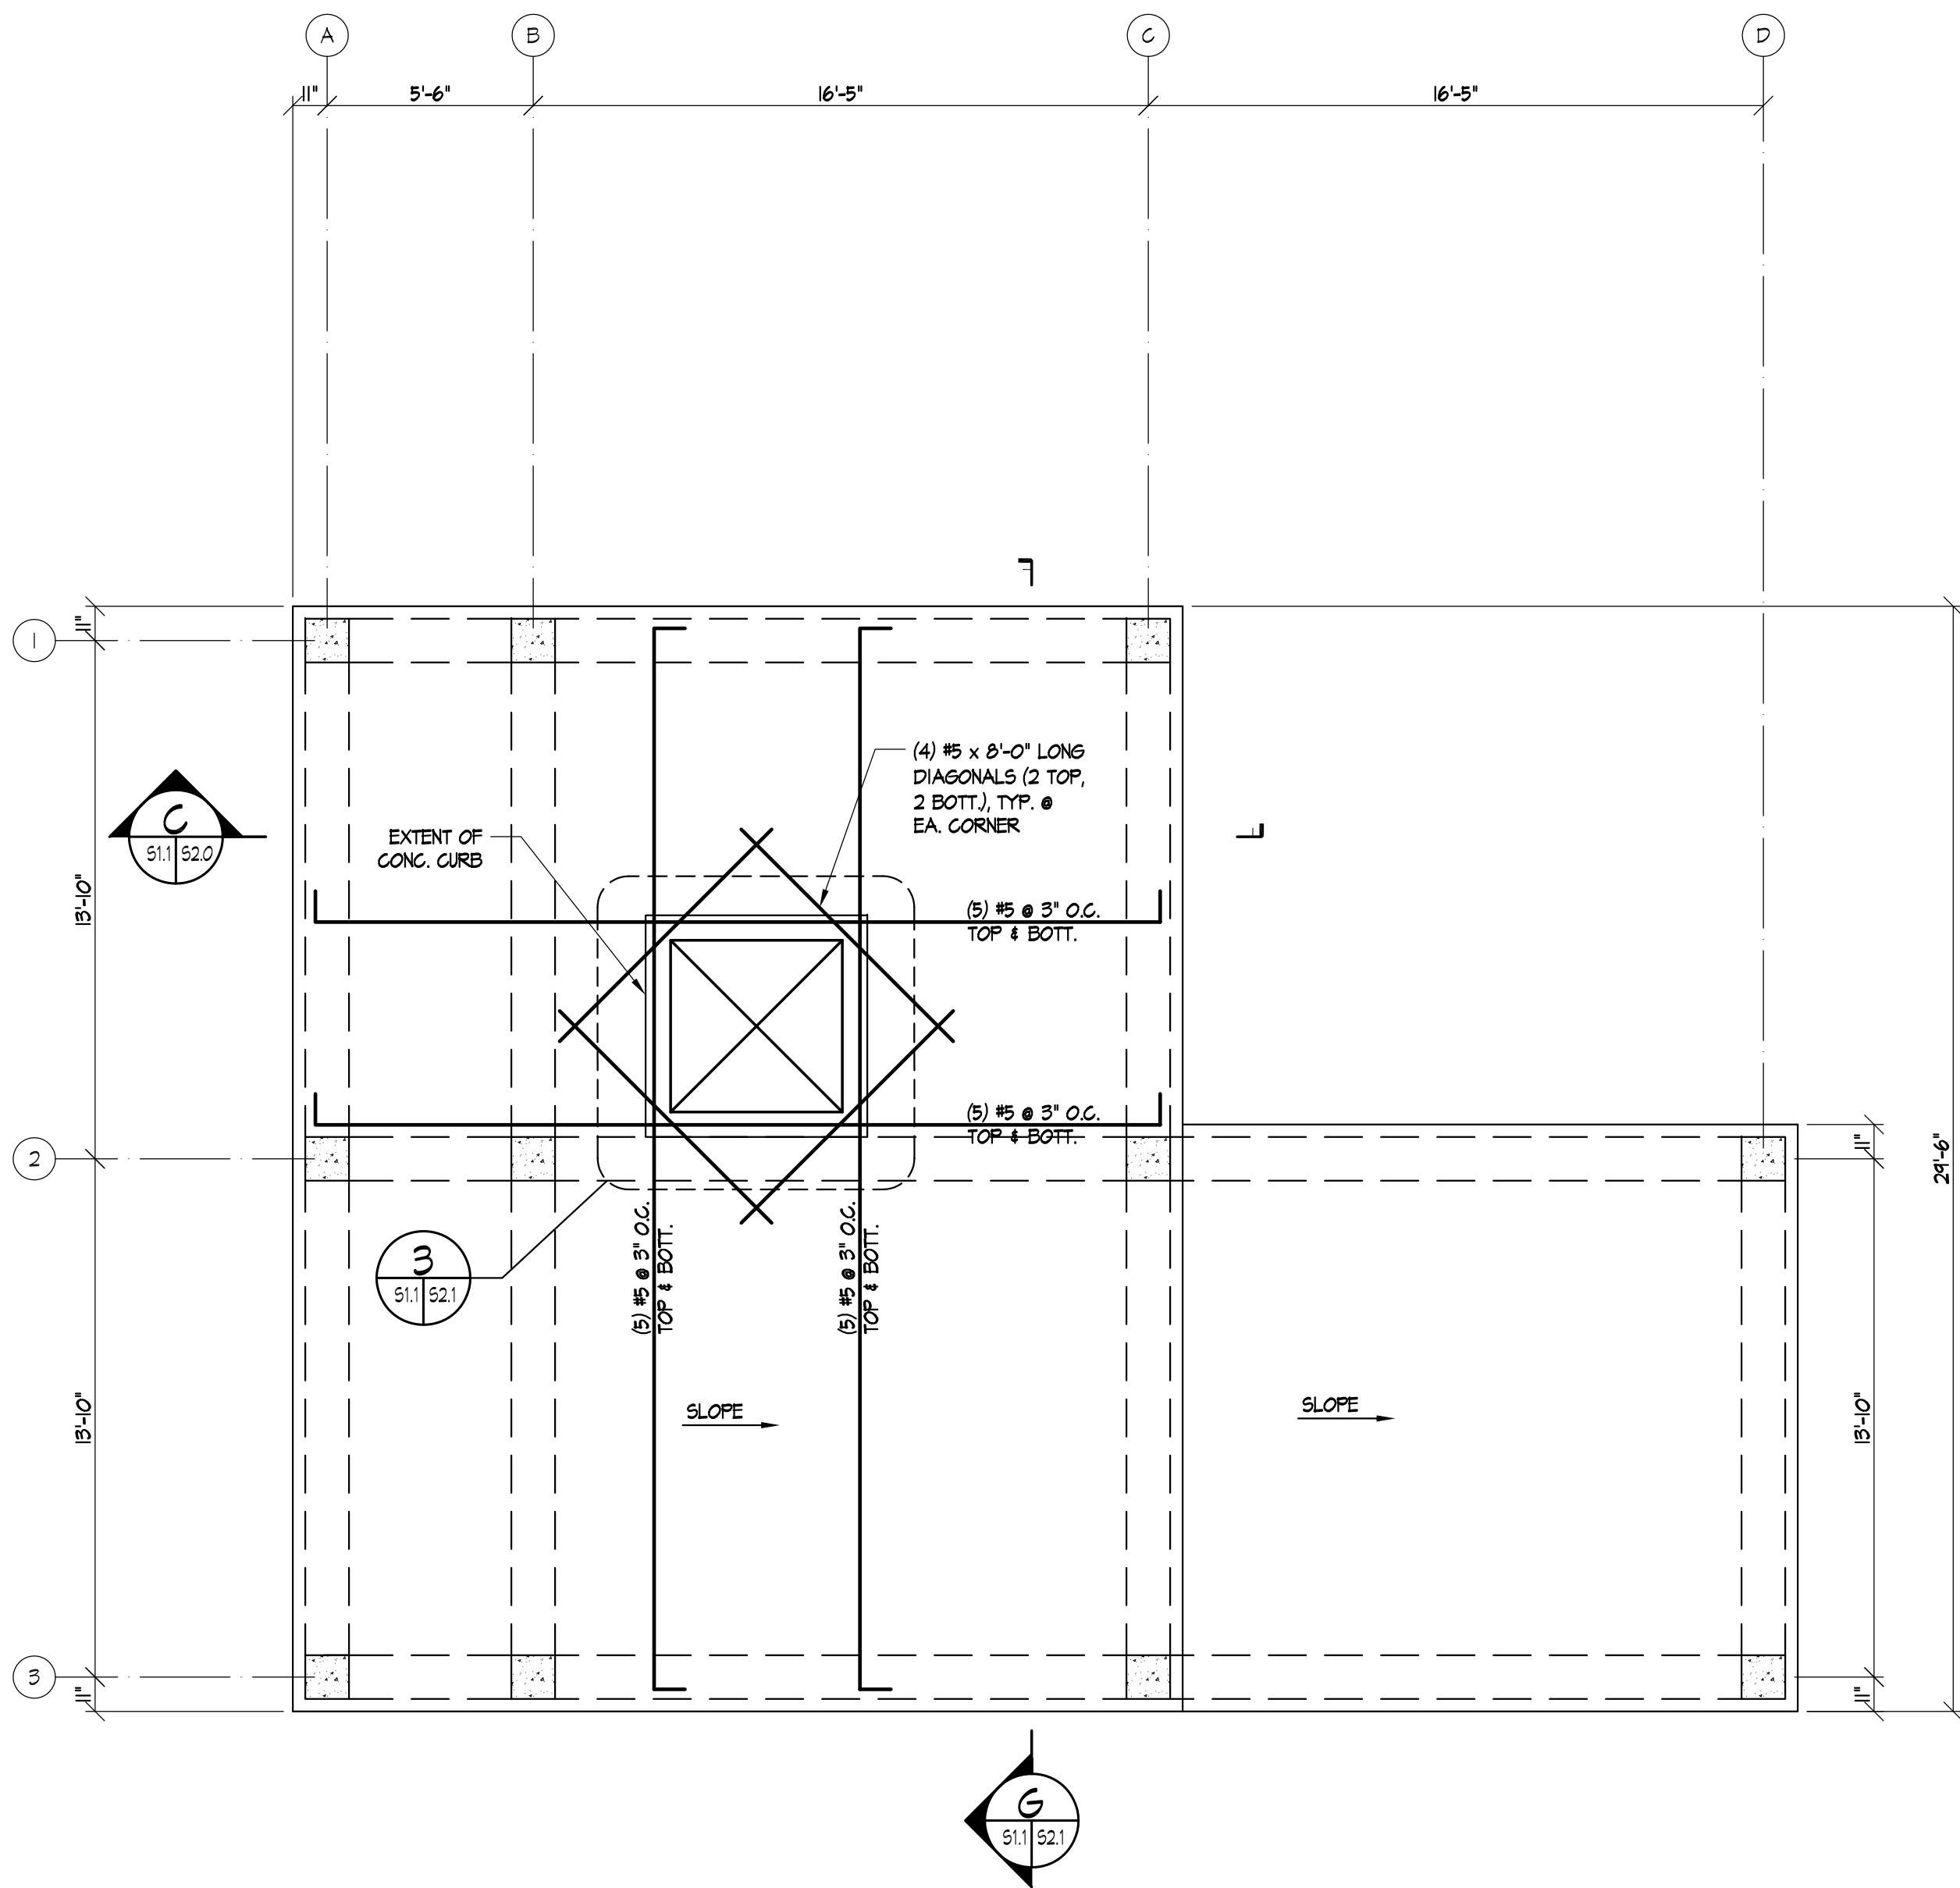 A
B
C
D
11"
5'-6"
16'-5"
16'-5"
1
11"
(4) #5 x 8'-0" LONG
DIAGONALS (2 TOP,
2 BOTT.), TYP. @
EA. CORNER
C
S1.1 S2.0
EXTENT OF
CONC. CURB
13'-10"
(5) #5 @ 3" O.C.
TOP & BOTT.
(5) #5 @ 3" O.C.
TOP & BOTT.
2
11"
29'-6"
3
S1.1 S2.1
(5) #5 @ 3" O.C.
TOP & BOTT.
(5) #5 @ 3" O.C.
TOP & BOTT.
13'-10"
SLOPE
SLOPE
13'-10"
3
11"
11"
G
S1.1 S2.1